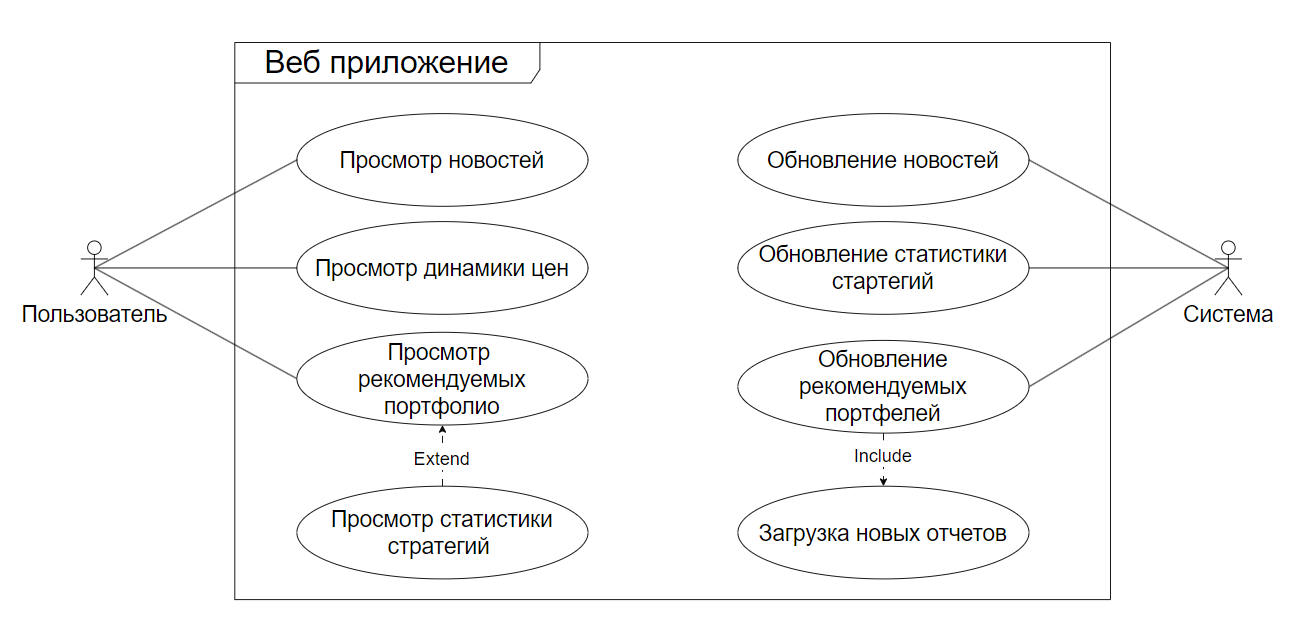 Веб приложение
Просмотр новостей
Обновление новостей
Просмотр динамики цен
Обновление статистики
стартегий
Пользователь
Система
Просмотр
рекомендуемых
портфолио
Обновление
рекомендуемых
портфелей
Extend
Include
Просмотр статистики
стратегий
Загрузка новых отчетов